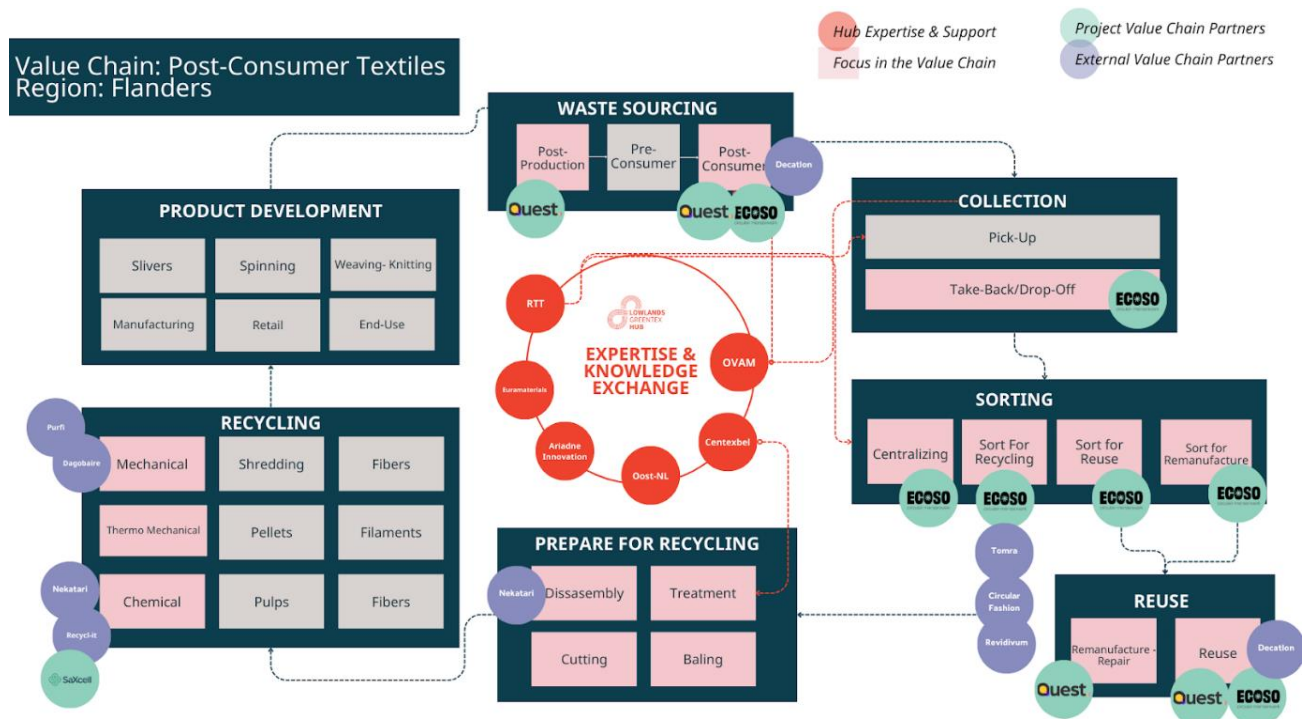 Value Chain: Post-Consumer Textiles
Region: Flanders
Hub Expertise & Support
Focus in the Value Chain
Project Value Chain Partners
External Value Chain Partners
WASTE SOURCING
Post-
Production
Pre-
Consumer
Post-
Consumer
Decation
Quest
Quest
ECOSO
COLLECTION
Pick-Up
Take-Back/Drop-Off
ECOSO
PRODUCT DEVELOPMENT
Slivers
Spinning
Weaving- Knitting
Manufacturing
Retail
End-Use
LOWLANDS
GREENTEX
HUB
EXPERTISE &
KNOWLEDGE
EXCHANGE
RTT
Euramaterials
Ariadne
Innovation
Oost-NL
Centexbel
OVAM
SORTING
Centralizing
Sort For
Recycling
Sort for
Reuse
Sort for
Remanufacture
ECOSO
ECOSO
ECOSO
ECOSO
Tomra
Circular
Fashion
Revidivum
RECYCLING
Purfi
Dagobaire
Mechanical
Shredding
Fibers
Thermo Mechanical
Pellets
Filaments
Nekatari
Chemical
Pulps
Fibers
Recycl-it
SaXcell
PREPARE FOR RECYCLING
Nekatari
Dissasembly
Treatment
Cutting
Baling
REUSE
Remanufacture -
Repair
Reuse
Decation
Quest
Quest
ECOSO